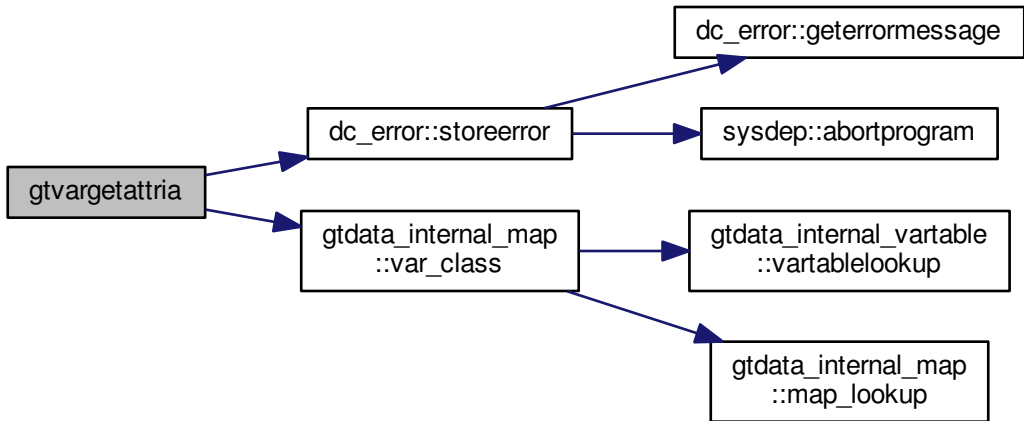 gtvargetattria
dc_error::storeerror
gtdata_internal_map
::var_class
dc_error::geterrormessage
sysdep::abortprogram
gtdata_internal_vartable
::vartablelookup
gtdata_internal_map
::map_lookup